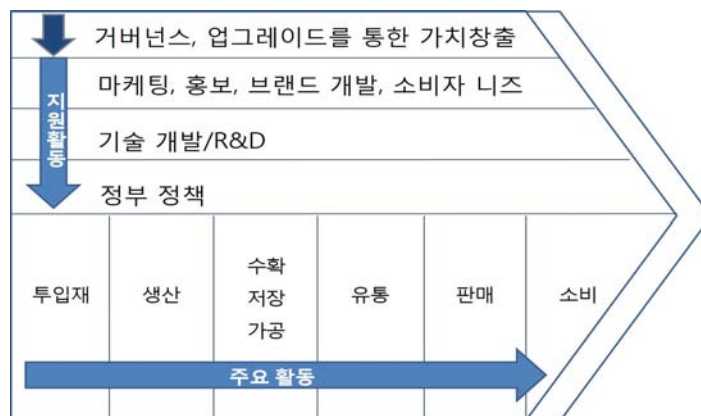 거버넌스, 업그레이드를 통한 가치창출
마케팅, 홍보, 브랜드 개발, 소비자 니즈
지원활동
기술 개발/R&D
정부 정책
투입재
생산
수확
저장
가공
유통
판매
소비
주요 활동